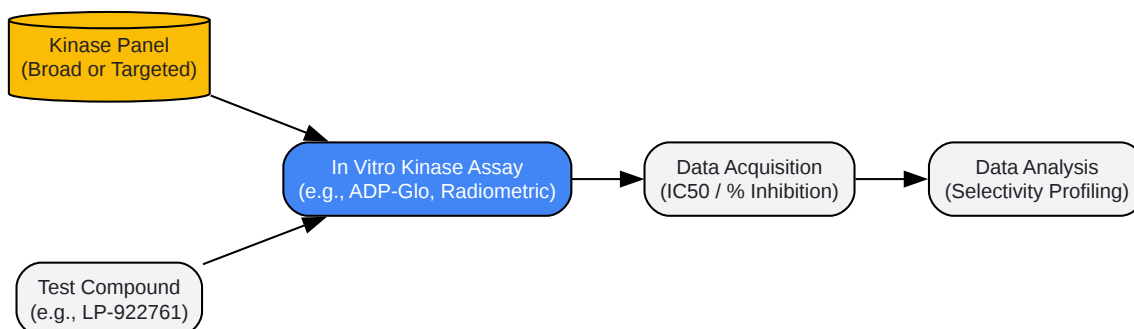 Kinase Panel
(Broad or Targeted)
In Vitro Kinase Assay
(e.g., ADP-Glo, Radiometric)
Data Acquisition
(IC50 / % Inhibition)
Data Analysis
(Selectivity Profiling)
Test Compound
(e.g., LP-922761)